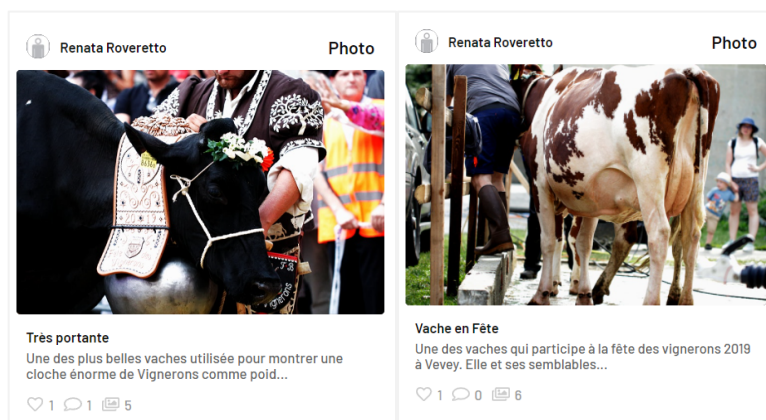 Renata Roveretto
Photo
Très portante
Une des plus belles vaches utilisée pour montrer une
cloche énorme de Vignerons comme poid...
1 1 5
Renata Roveretto
Photo
Vache en Fête
Une des vaches qui participe à la fête des vignerons 2019
à Vevey. Elle et ses semblables...
1 0 6